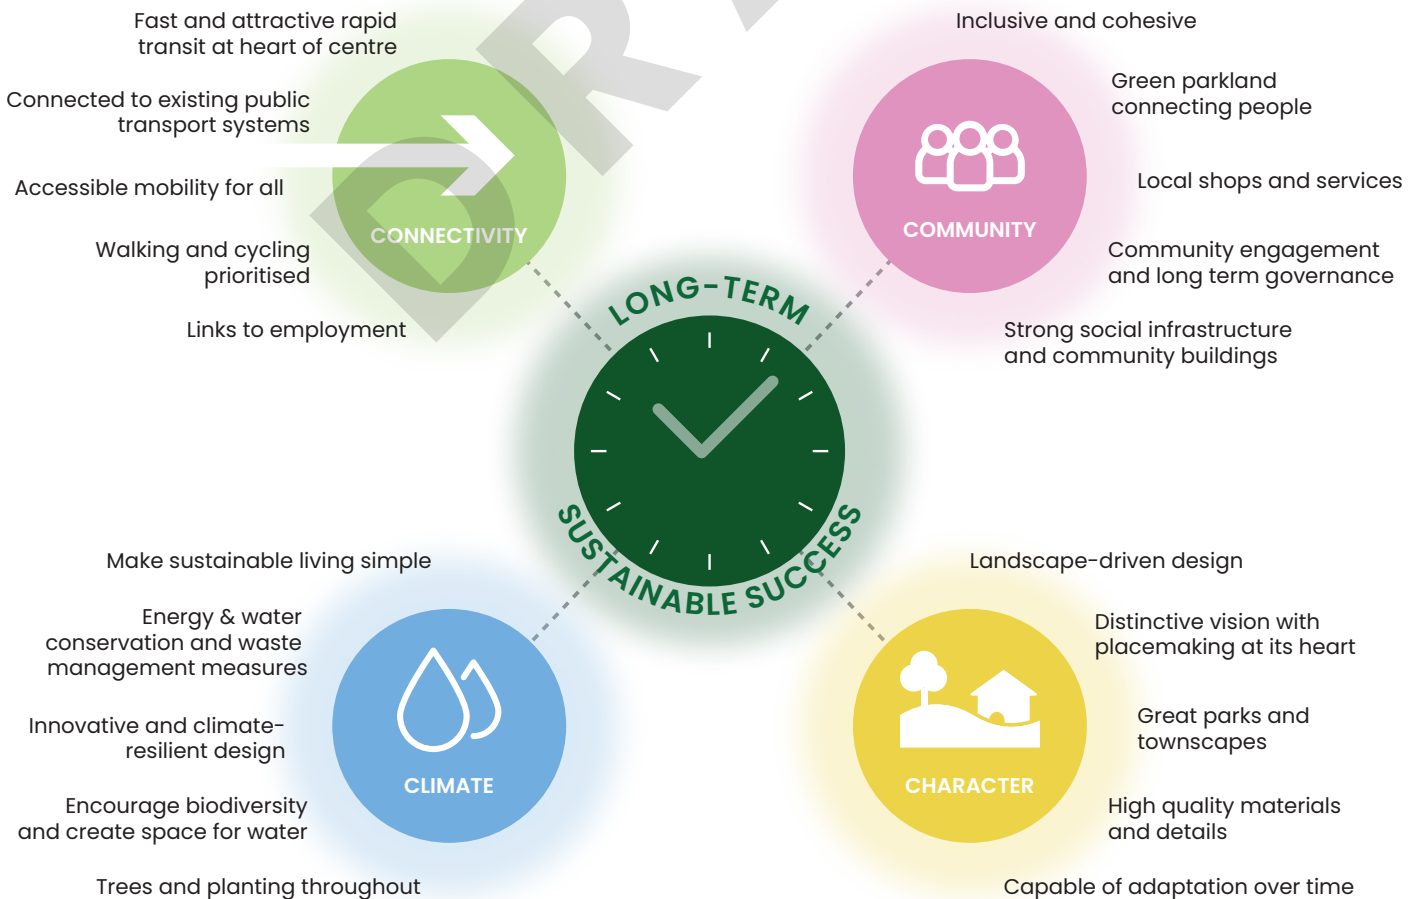 Fast and attractive rapid
transit at heart of centre
Connected to existing public
transport systems
Accessible mobility for all
Walking and cycling
prioritised
Links to employment
CONNECTIVITY
Inclusive and cohesive
Green parkland
connecting people
Local shops and services
Community engagement
and long term governance
Strong social infrastructure
and community buildings
COMMUNITY
LONG-TERM
SUSTAINABLE SUCCESS
Make sustainable living simple
Energy & water
conservation and waste
management measures
Innovative and climate-
resilient design
Encourage biodiversity
and create space for water
Trees and planting throughout
CLIMATE
Landscape-driven design
Distinctive vision with
placemaking at its heart
Great parks and
townscapes
High quality materials
and details
Capable of adaptation over time
CHARACTER